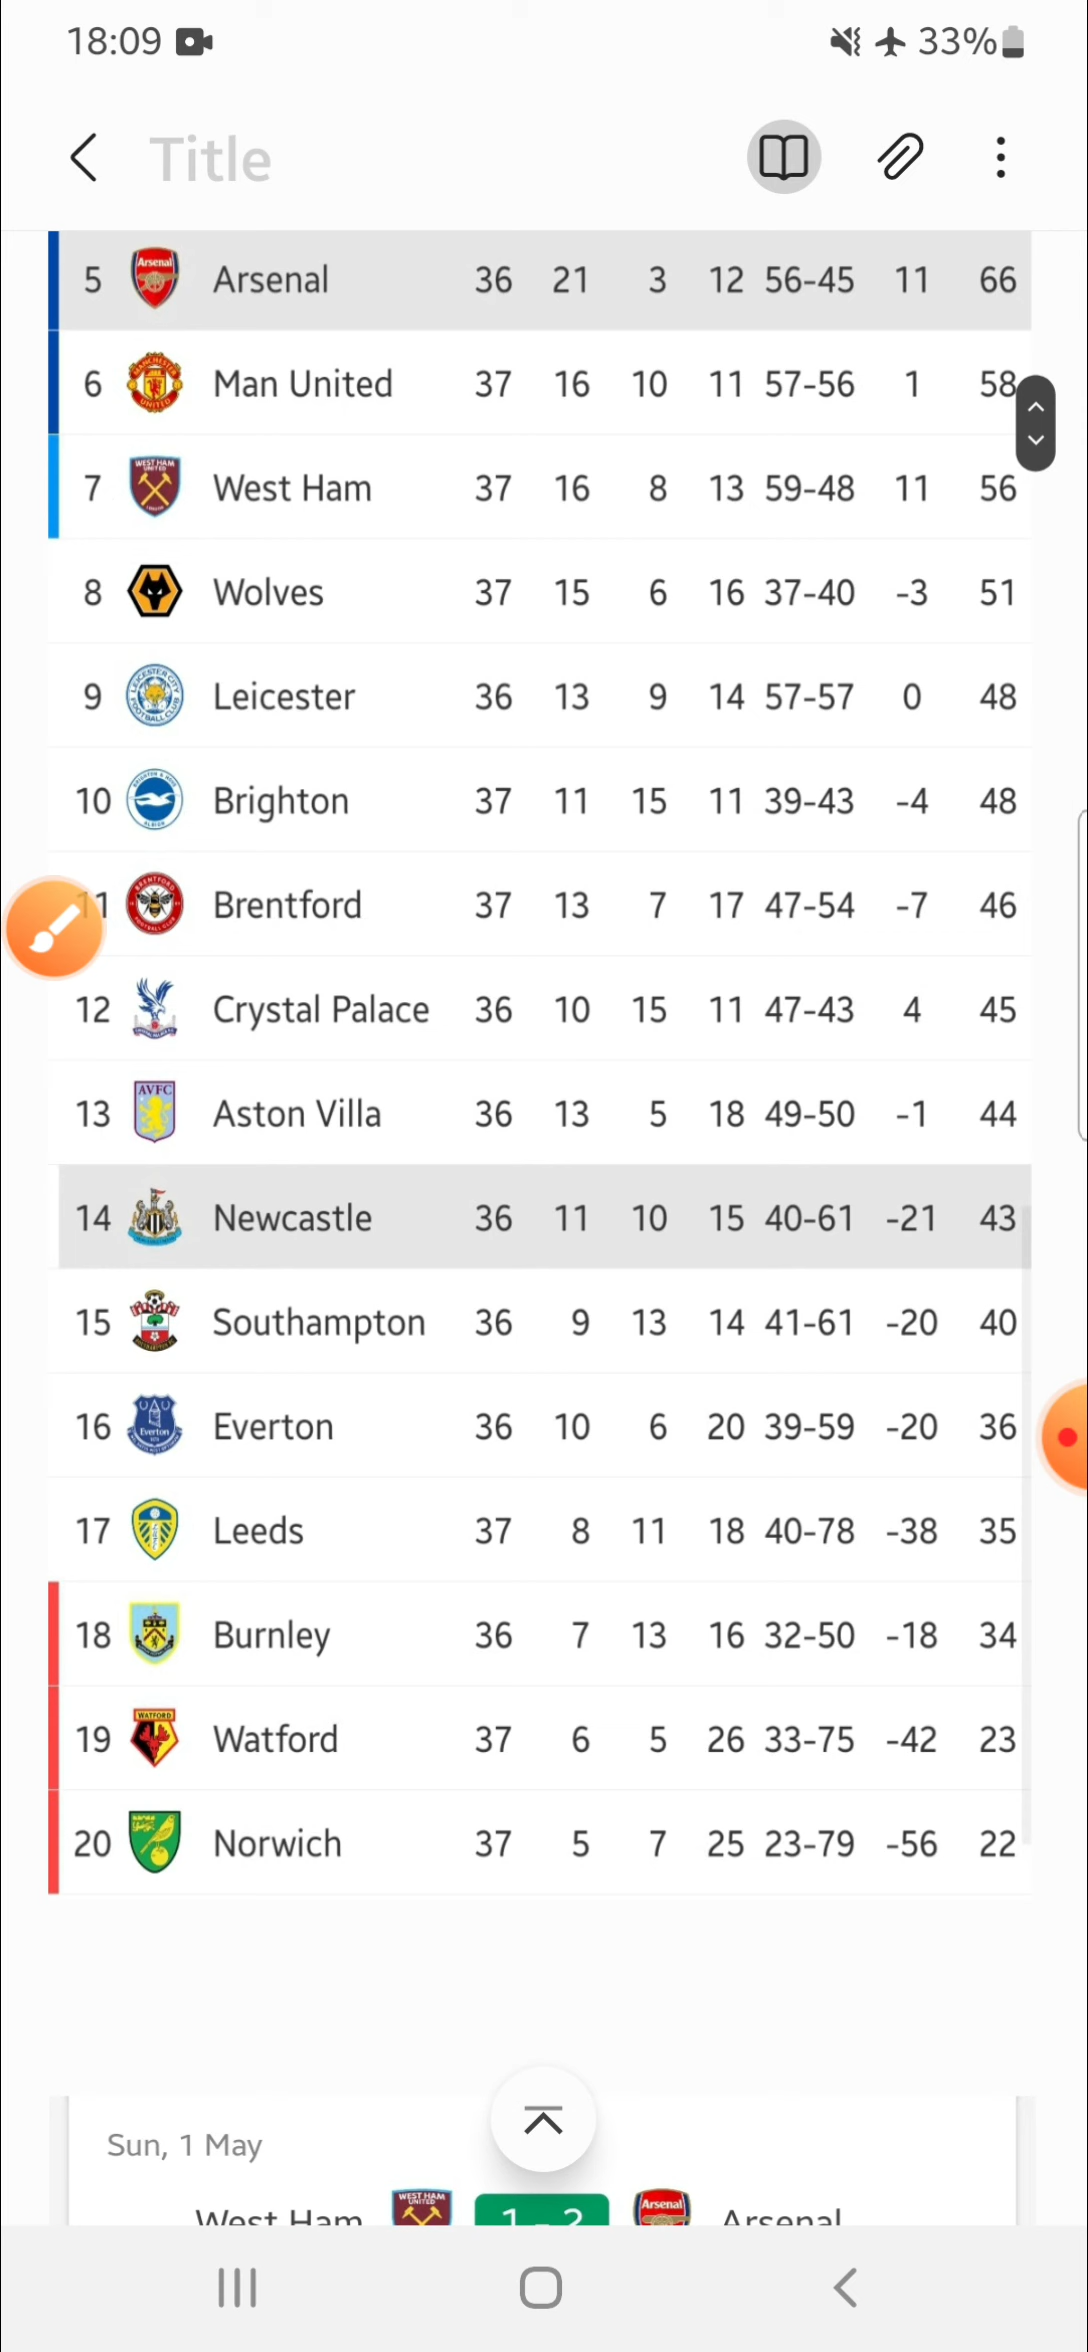 18:09 33%
Title
5 Arsenal 36 21 3 12 56-45 11 66
6 Man United 37 16 10 11 57-56 1 58
7 West Ham 37 16 8 13 59-48 11 56
8 Wolves 37 15 6 16 37-40 -3 51
9 Leicester 36 13 9 14 57-57 0 48
10 Brighton 37 11 15 11 39-43 -4 48
11 Brentford 37 13 7 17 47-54 -7 46
12 Crystal Palace 36 10 15 11 47-43 4 45
13 Aston Villa 36 13 5 18 49-50 -1 44
14 Newcastle 36 11 10 15 40-61 -21 43
15 Southampton 36 9 13 14 41-61 -20 40
16 Everton 36 10 6 20 39-59 -20 36
17 Leeds 37 8 11 18 40-78 -38 35
18 Burnley 36 7 13 16 32-50 -18 34
19 Watford 37 6 5 26 33-75 -42 23
20 Norwich 37 5 7 25 23-79 -56 22
Sun, 1 May
West Ham 1 - 2 Arsenal